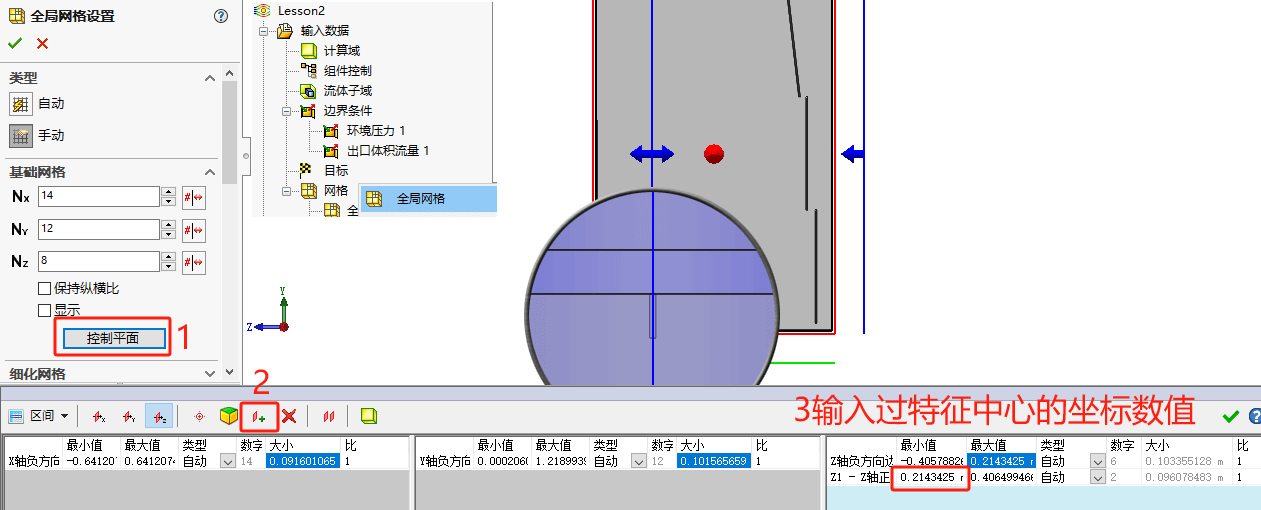 全局网格设置
类型
自动
手动
基础网格
Nx 14
NY 12
Nz 8
保持纵横比
显示
控制平面
1
细化网格
Lesson2
输入数据
计算域
组件控制
流体子域
边界条件
环境压力 1
出口体积流量 1
目标
网格
全局网格
全
Y
Z
2
3输入过特征中心的坐标数值
区间
最小值 最大值 类型 数字 大小 比
X轴负方向 -0.6412 0.641207 自动 14 0.091601065 1
最小值 最大值 类型 数字 大小 比
Y轴负方向 0.000206 1.218993 自动 12 0.101565659 1
最小值 最大值 类型 数字 大小 比
Z轴负方向边 -0.4057882 0.2143425 自动 6 0.103355128 m 1
Z1 - Z轴正 0.2143425 0.40649946 自动 2 0.096078483 m 1